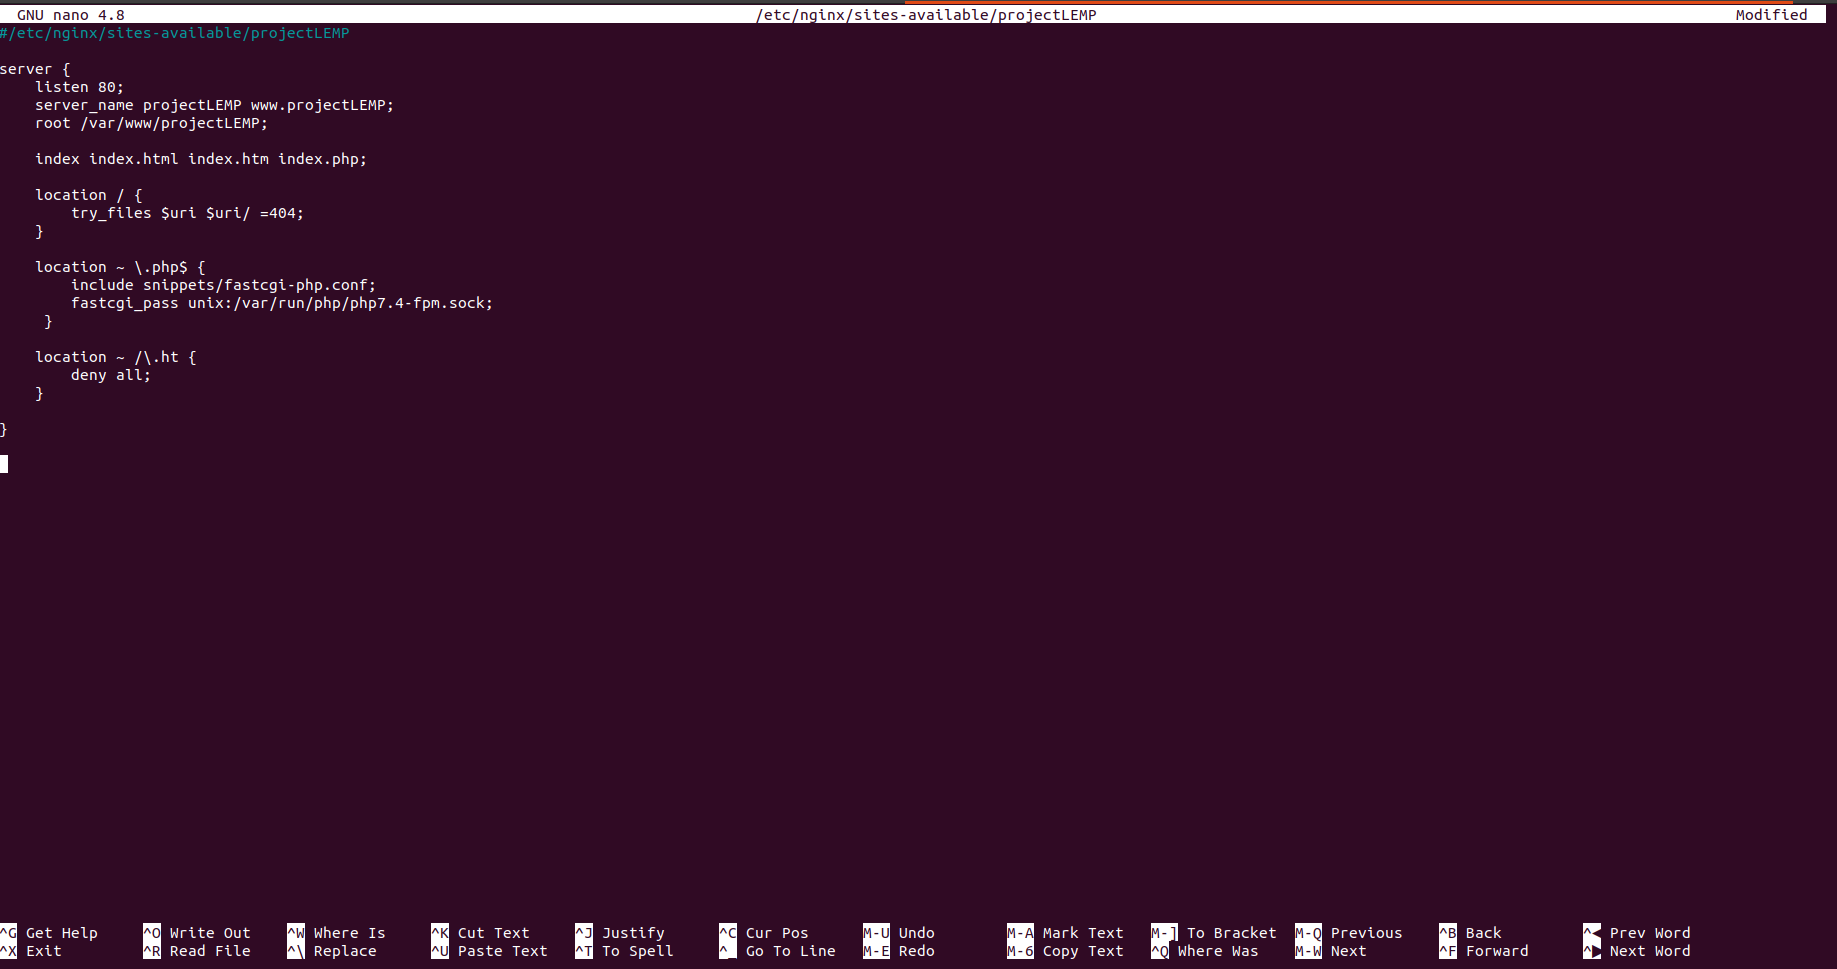 GNU nano 4.8 /etc/nginx/sites-available/projectLEMP Modified
#/etc/nginx/sites-available/projectLEMP
server {
    listen 80;
    server_name projectLEMP www.projectLEMP;
    root /var/www/projectLEMP;
    index index.html index.htm index.php;
    location / {
        try_files $uri $uri/ =404;
    }
    location ~ \.php$ {
        include snippets/fastcgi-php.conf;
        fastcgi_pass unix:/var/run/php/php7.4-fpm.sock;
     }
    location ~ /\.ht {
        deny all;
    }
}
^G Get Help ^O Write Out ^W Where Is ^K Cut Text ^J Justify ^C Cur Pos M-U Undo M-A Mark Text M-] To Bracket M-Q Previous ^B Back ^◀ Prev Word
^X Exit ^R Read File ^\ Replace ^U Paste Text ^T To Spell ^_ Go To Line M-E Redo M-6 Copy Text ^Q Where Was M-W Next ^F Forward ^▶ Next Word